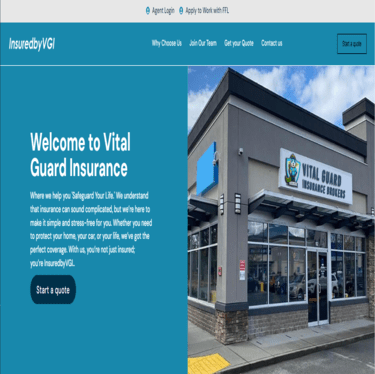 Agent Login Apply to Work with FFL
InsuredbyVGI Why Choose Us Join Our Team Get your Quote Contact us Start a quote
Welcome to Vital
Guard Insurance
Where we help you 'Safeguard Your Life.' We understand
that insurance can sound complicated, but we're here to
make it simple and stress-free for you. Whether you need
to protect your home, your car, or your life, we've got the
perfect coverage. With us, you're not just insured;
you're InsuredbyVGI.
Start a quote
VITAL GUARD
INSURANCE BROKERS